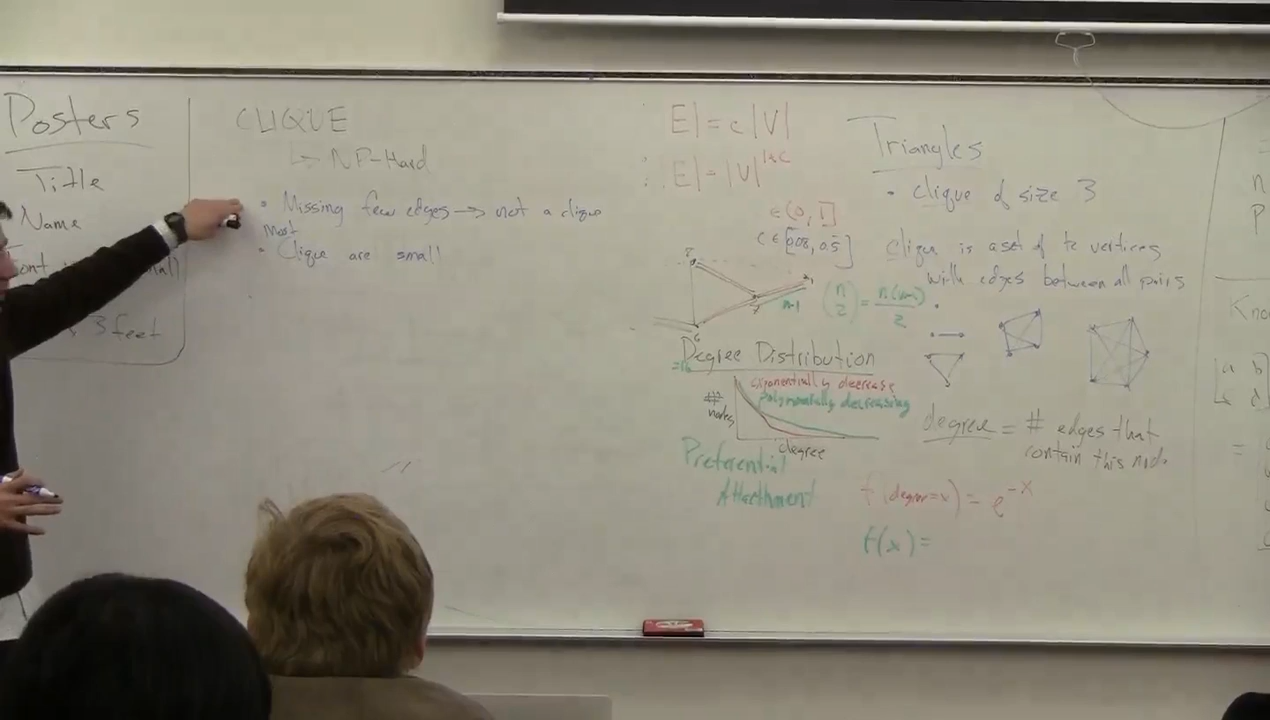 Posters
Title
Name
3 feet
CLIQUE
↳ NP-Hard
• Missing few edges → not a clique
most
• Clique are small
|E| = c|V|
∴ |E| = |V|^{1+c}
∈ (0, 1]
c ∈ [0.08, 0.5]
n-1 (n 2) = n(n-1)/2
Degree Distribution
exponentially decrease
polynomially decreasing
# nodes
degree
Preferential
Attachment
Triangles
• clique of size 3
clique is a set of k vertices
with edges between all pairs
degree = # edges that
contain this node
f(degree=x) = e^{-x}
f(x) =
n
P
a b